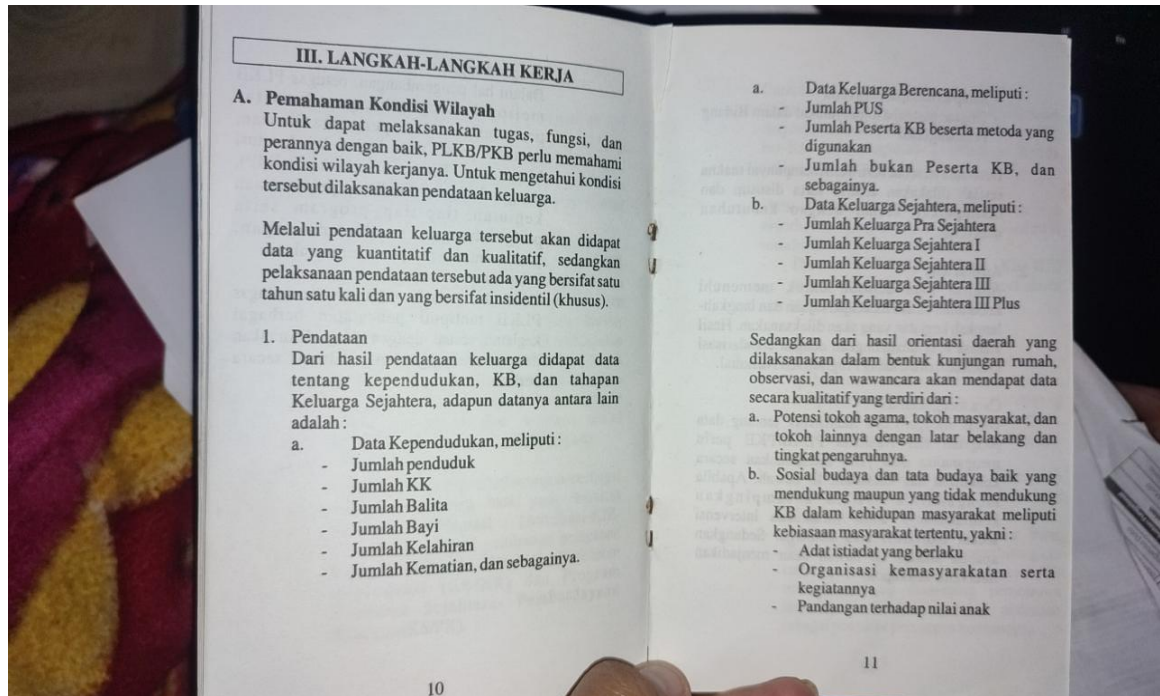 III. LANGKAH-LANGKAH KERJA
A. Pemahaman Kondisi Wilayah
Untuk dapat melaksanakan tugas, fungsi, dan
perannya dengan baik, PLKB/PKB perlu memahami
kondisi wilayah kerjanya. Untuk mengetahui kondisi
tersebut dilaksanakan pendataan keluarga.
Melalui pendataan keluarga tersebut akan didapat
data yang kuantitatif dan kualitatif, sedangkan
pelaksanaan pendataan tersebut ada yang bersifat satu
tahun satu kali dan yang bersifat insidentil (khusus).
1. Pendataan
Dari hasil pendataan keluarga didapat data
tentang kependudukan, KB, dan tahapan
Keluarga Sejahtera, adapun datanya antara lain
adalah :
a. Data Kependudukan, meliputi :
- Jumlah penduduk
- Jumlah KK
- Jumlah Balita
- Jumlah Bayi
- Jumlah Kelahiran
- Jumlah Kematian, dan sebagainya.
10
a. Data Keluarga Berencana, meliputi :
- Jumlah PUS
- Jumlah Peserta KB beserta metoda yang
digunakan
- Jumlah bukan Peserta KB, dan
sebagainya.
b. Data Keluarga Sejahtera, meliputi :
- Jumlah Keluarga Pra Sejahtera
- Jumlah Keluarga Sejahtera I
- Jumlah Keluarga Sejahtera II
- Jumlah Keluarga Sejahtera III
- Jumlah Keluarga Sejahtera III Plus
Sedangkan dari hasil orientasi daerah yang
dilaksanakan dalam bentuk kunjungan rumah,
observasi, dan wawancara akan mendapat data
secara kualitatif yang terdiri dari :
a. Potensi tokoh agama, tokoh masyarakat, dan
tokoh lainnya dengan latar belakang dan
tingkat pengaruhnya.
b. Sosial budaya dan tata budaya baik yang
mendukung maupun yang tidak mendukung
KB dalam kehidupan masyarakat meliputi
kebiasaan masyarakat tertentu, yakni :
- Adat istiadat yang berlaku
- Organisasi kemasyarakatan serta
kegiatannya
- Pandangan terhadap nilai anak
11